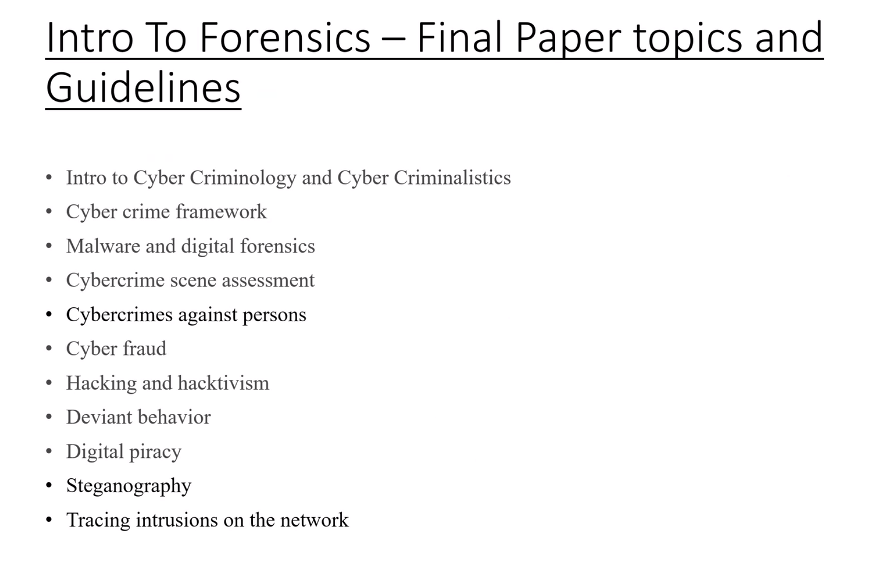 Intro To Forensics – Final Paper topics and
Guidelines
• Intro to Cyber Criminology and Cyber Criminalistics
• Cyber crime framework
• Malware and digital forensics
• Cybercrime scene assessment
• Cybercrimes against persons
• Cyber fraud
• Hacking and hacktivism
• Deviant behavior
• Digital piracy
• Steganography
• Tracing intrusions on the network